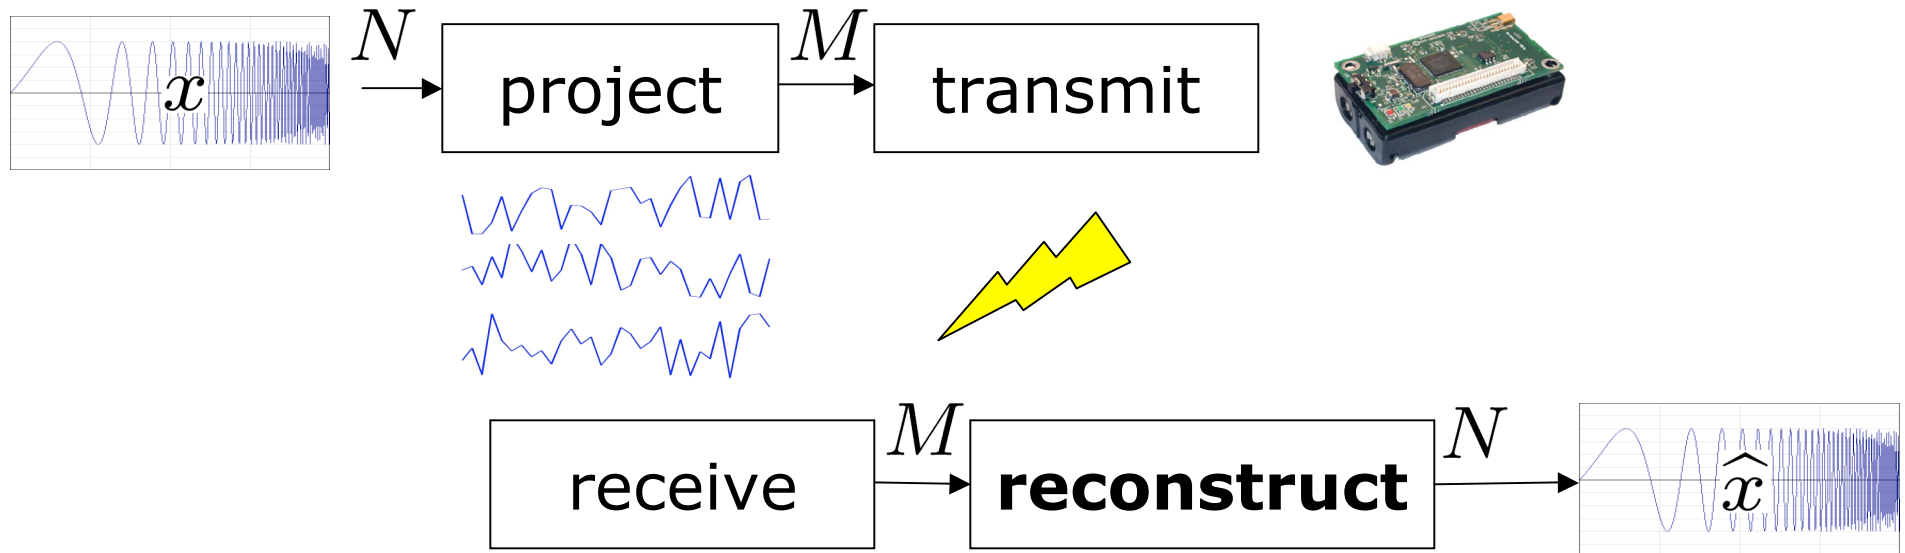 x
N
project
M
transmit
receive
M
reconstruct
N
x̂